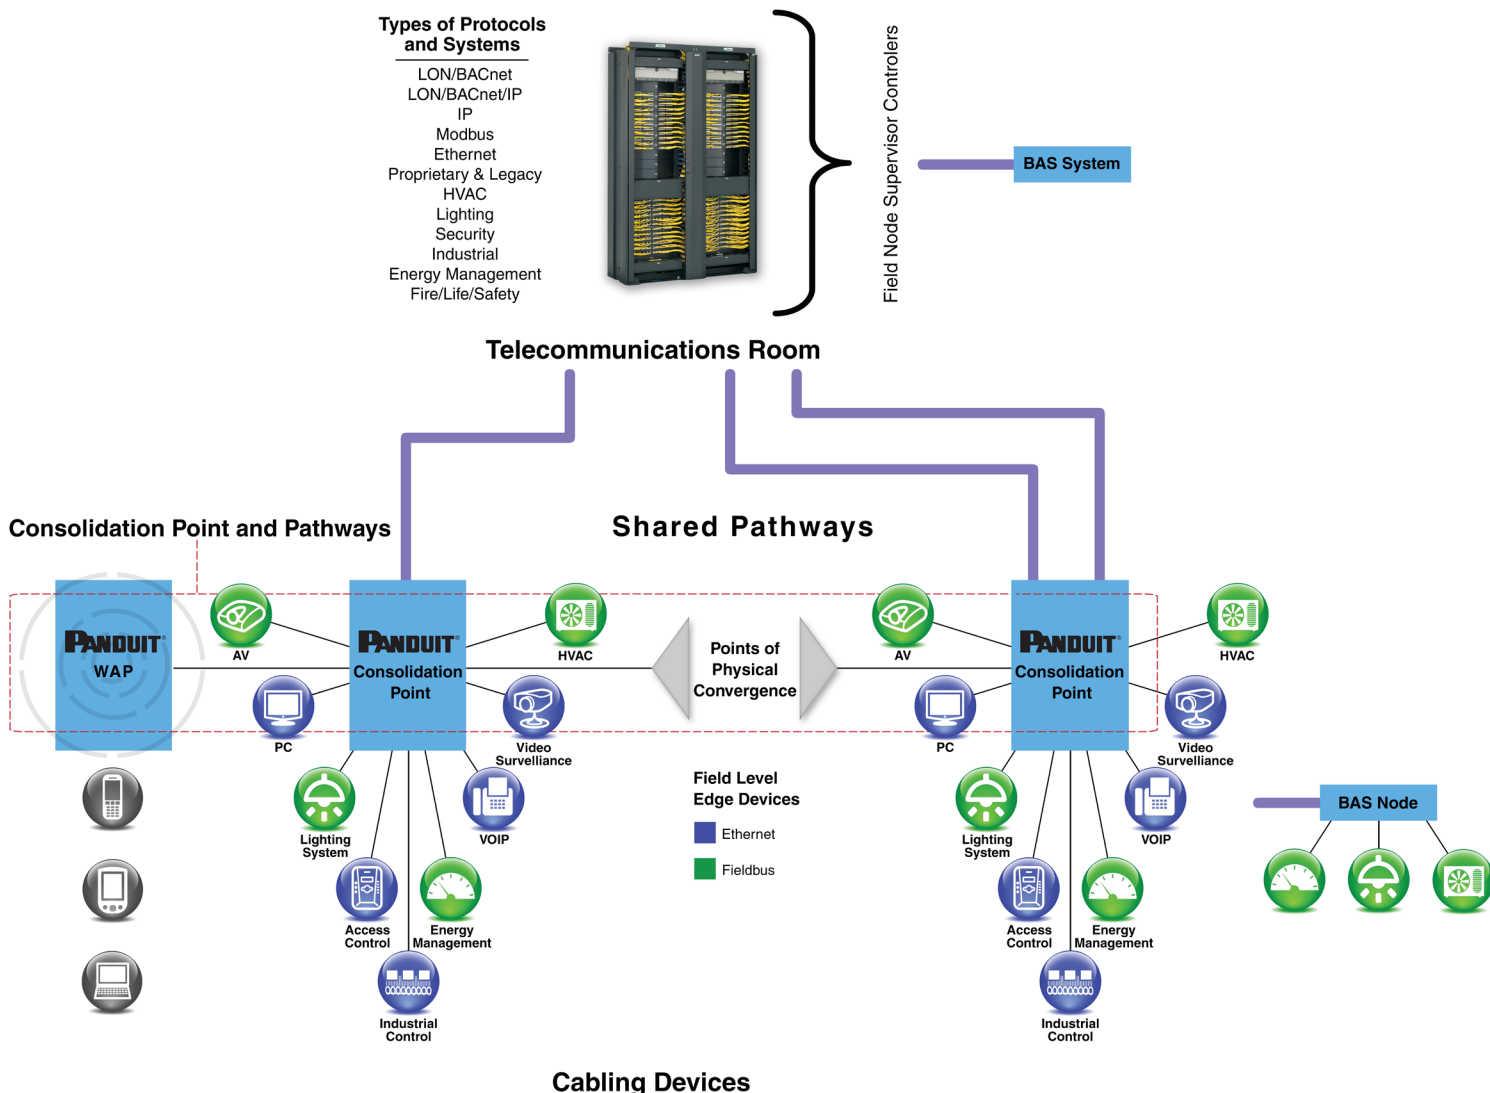 Types of Protocols
and Systems
LON/BACnet
LON/BACnet/IP
IP
Modbus
Ethernet
Proprietary & Legacy
HVAC
Lighting
Security
Industrial
Energy Management
Fire/Life/Safety
Field Node Supervisor Controlers
BAS System
Telecommunications Room
Consolidation Point and Pathways
Shared Pathways
PANDUIT®
WAP
AV
PC
PANDUIT®
Consolidation
Point
HVAC
Video
Survelliance
Lighting
System
VOIP
Access
Control
Energy
Management
Industrial
Control
Points of
Physical
Convergence
Field Level
Edge Devices
Ethernet
Fieldbus
AV
PC
PANDUIT®
Consolidation
Point
HVAC
Video
Survelliance
Lighting
System
VOIP
Access
Control
Energy
Management
Industrial
Control
BAS Node
Cabling Devices